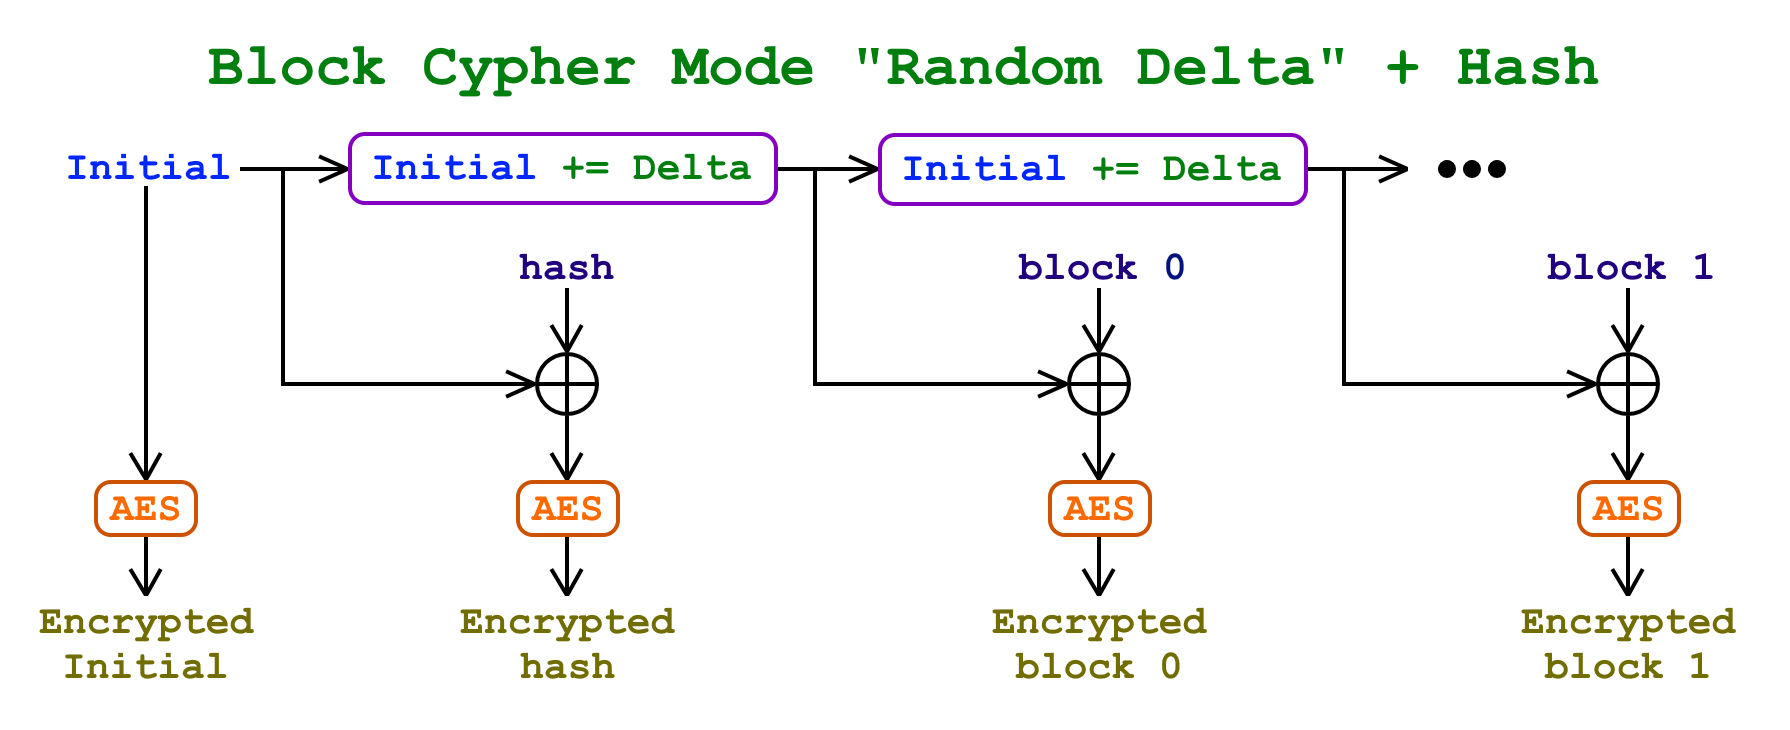 Block Cypher Mode "Random Delta" + Hash
Initial
Initial += Delta
Initial += Delta
hash
block 0
block 1
AES
AES
AES
AES
Encrypted
Initial
Encrypted
hash
Encrypted
block 0
Encrypted
block 1